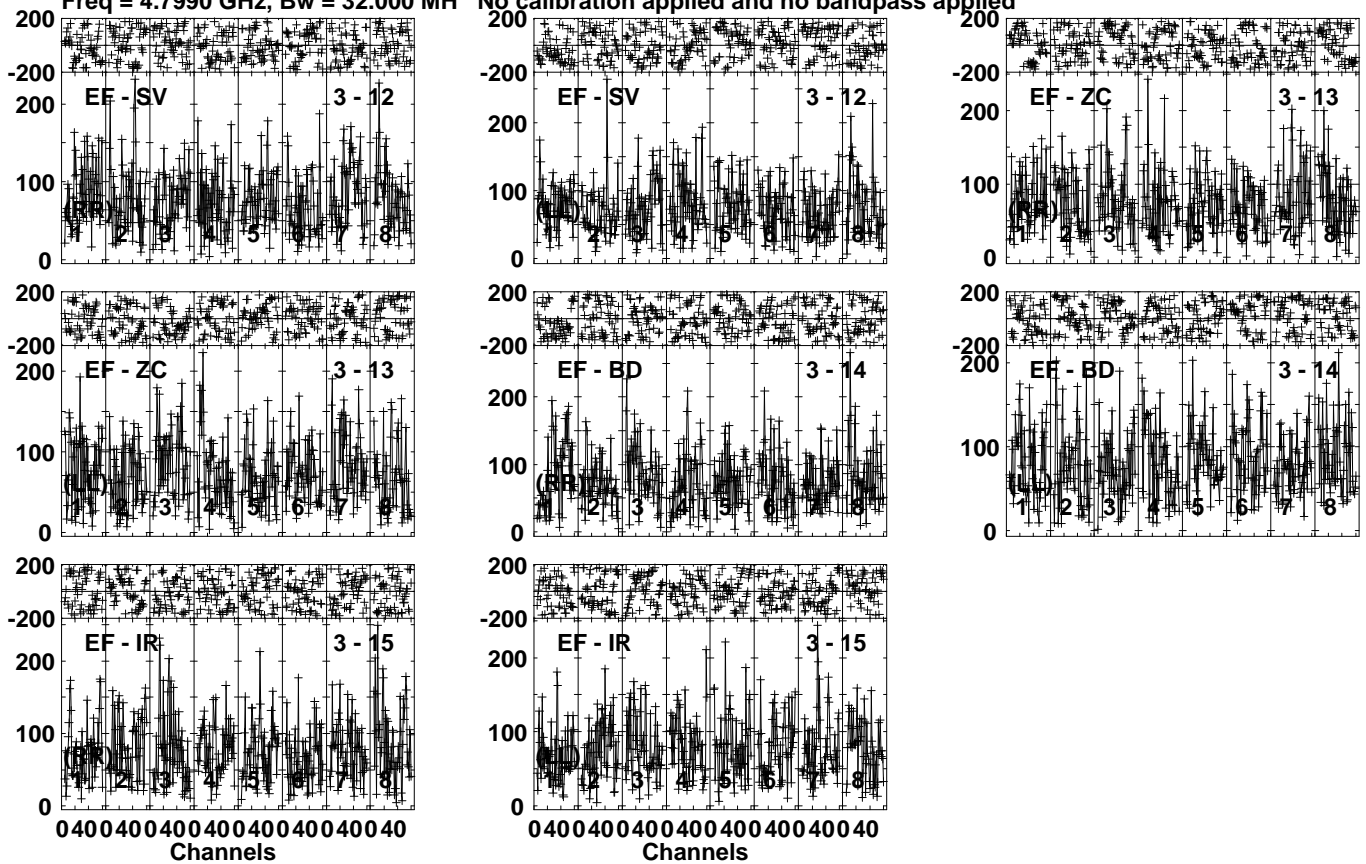 Freq = 4.7990 GHz, Bw = 32.000 MH No calibration applied and no bandpass applied
200
-200
EF - SV 3 - 12
200
100
0
(RR)
1 2 3 4 5 6 7 8
200
-200
EF - SV 3 - 12
200
100
0
(LL)
1 2 3 4 5 6 7 8
200
-200
EF - ZC 3 - 13
200
100
0
(RR)
1 2 3 4 5 6 7 8
200
-200
EF - ZC 3 - 13
200
100
0
(LL)
1 2 3 4 5 6 7 8
200
-200
EF - BD 3 - 14
200
100
0
(RR)
1 2 3 4 5 6 7 8
200
-200
EF - BD 3 - 14
200
100
0
(LL)
1 2 3 4 5 6 7 8
200
-200
EF - IR 3 - 15
200
100
0
(RR)
1 2 3 4 5 6 7 8
0 40 0 40 0 40 0 40 0 40 0 40 0 40 0 40
Channels
200
-200
EF - IR 3 - 15
200
100
0
(LL)
1 2 3 4 5 6 7 8
0 40 0 40 0 40 0 40 0 40 0 40 0 40 0 40
Channels